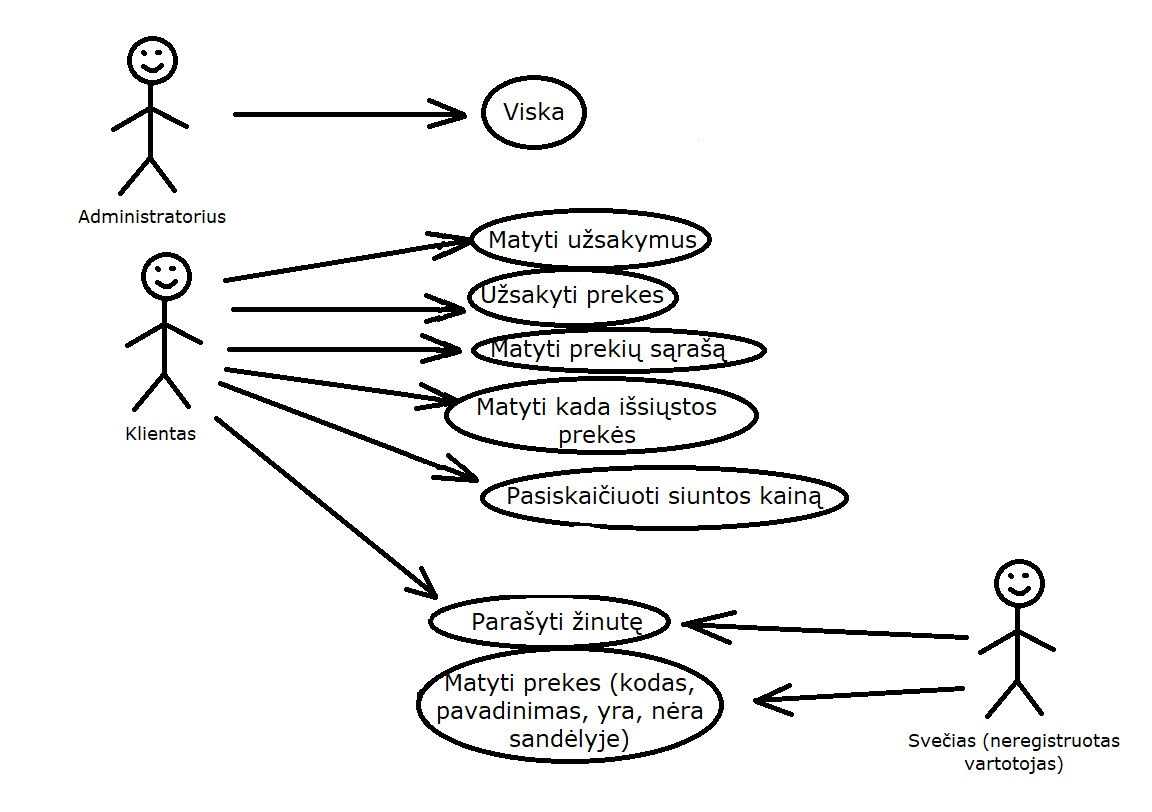 Viska
Administratorius
Matyti užsakymus
Užsakyti prekes
Matyti prekių sąrašą
Matyti kada išsiųstos
prekės
Klientas
Pasiskaičiuoti siuntos kainą
Parašyti žinutę
Matyti prekes (kodas,
pavadinimas, yra, nėra
sandėlyje)
Svečias (neregistruotas
vartotojas)